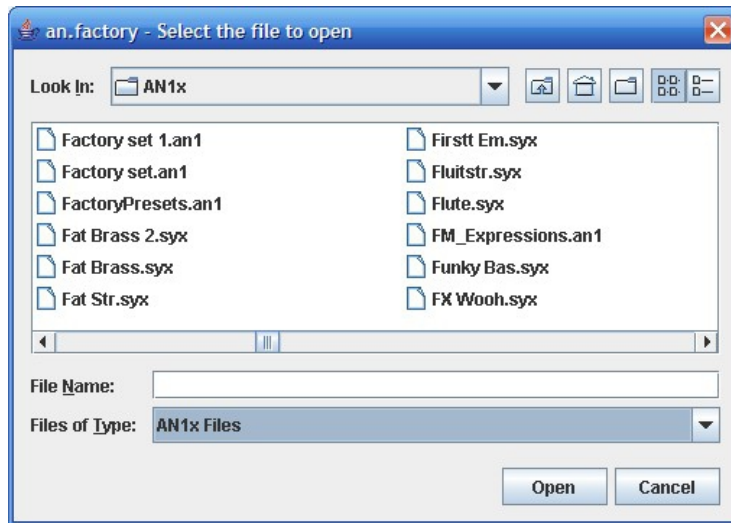 an.factory - Select the file to open
Look In: AN1x
Factory set 1.an1
Factory set.an1
FactoryPresets.an1
Fat Brass 2.syx
Fat Brass.syx
Fat Str.syx
Firstt Em.syx
Fluitstr.syx
Flute.syx
FM_Expressions.an1
Funky Bas.syx
FX Wooh.syx
File Name:
Files of Type: AN1x Files
Open Cancel